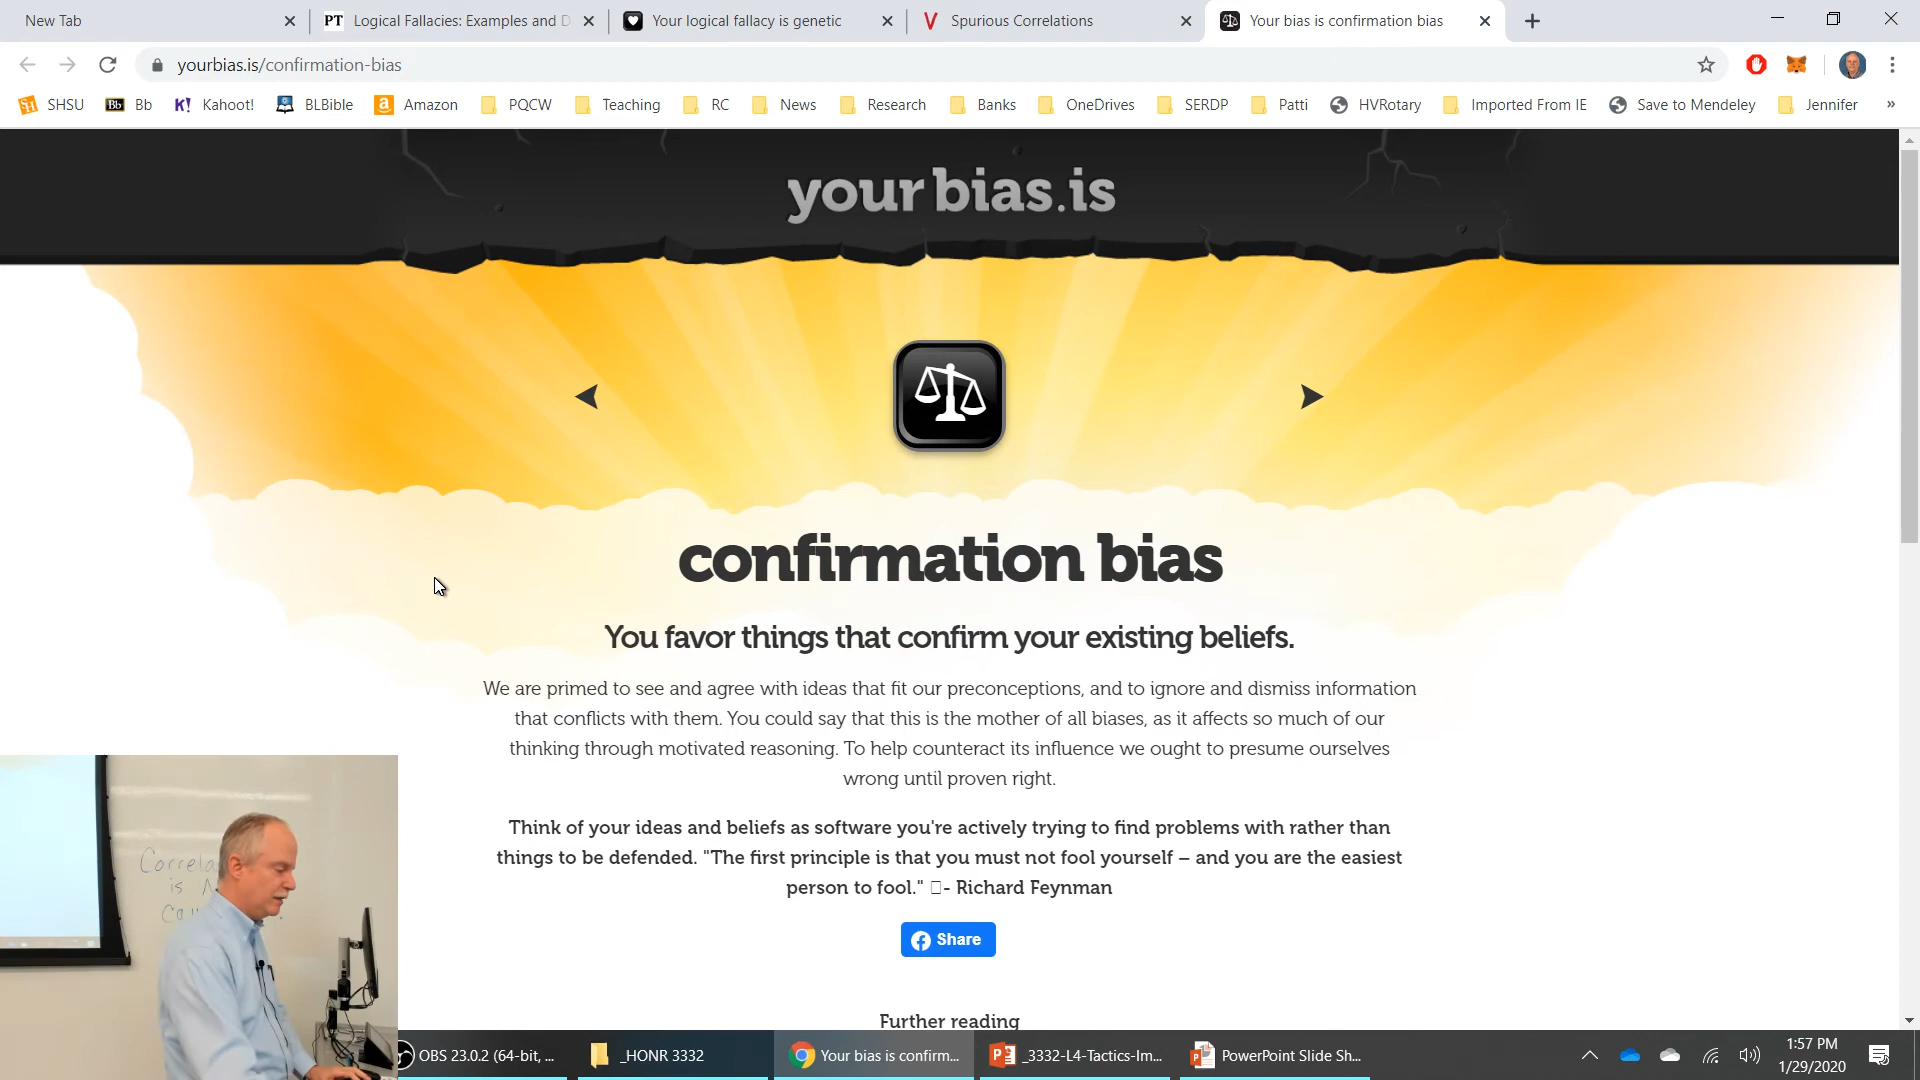 New Tab
PT Logical Fallacies: Examples and D
Your logical fallacy is genetic
Spurious Correlations
Your bias is confirmation bias
yourbias.is/confirmation-bias
SHSU
Bb Bb
K! Kahoot!
BLBible
a Amazon
PQCW
Teaching
RC
News
Research
Banks
OneDrives
SERDP
Patti
HVRotary
Imported From IE
Save to Mendeley
Jennifer
»
yourbias.is
confirmation bias
You favor things that confirm your existing beliefs.
We are primed to see and agree with ideas that fit our preconceptions, and to ignore and dismiss information
that conflicts with them. You could say that this is the mother of all biases, as it affects so much of our
thinking through motivated reasoning. To help counteract its influence we ought to presume ourselves
wrong until proven right.
Think of your ideas and beliefs as software you're actively trying to find problems with rather than
things to be defended. "The first principle is that you must not fool yourself – and you are the easiest
person to fool." - Richard Feynman
Share
Further reading
Correla
is
Ca
OBS 23.0.2 (64-bit, ...
_HONR 3332
Your bias is confirm...
_3332-L4-Tactics-Im...
PowerPoint Slide Sh...
1:57 PM
1/29/2020